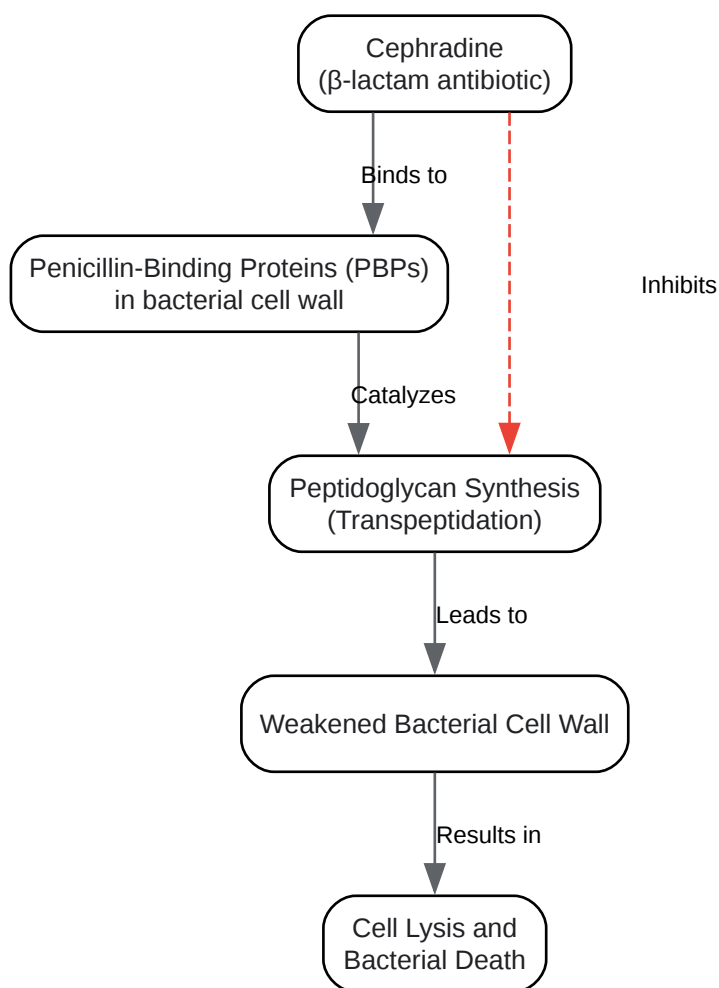 Cephradine
(β-lactam antibiotic)
Binds to
Penicillin-Binding Proteins (PBPs)
in bacterial cell wall
Inhibits
Catalyzes
Peptidoglycan Synthesis
(Transpeptidation)
Leads to
Weakened Bacterial Cell Wall
Results in
Cell Lysis and
Bacterial Death